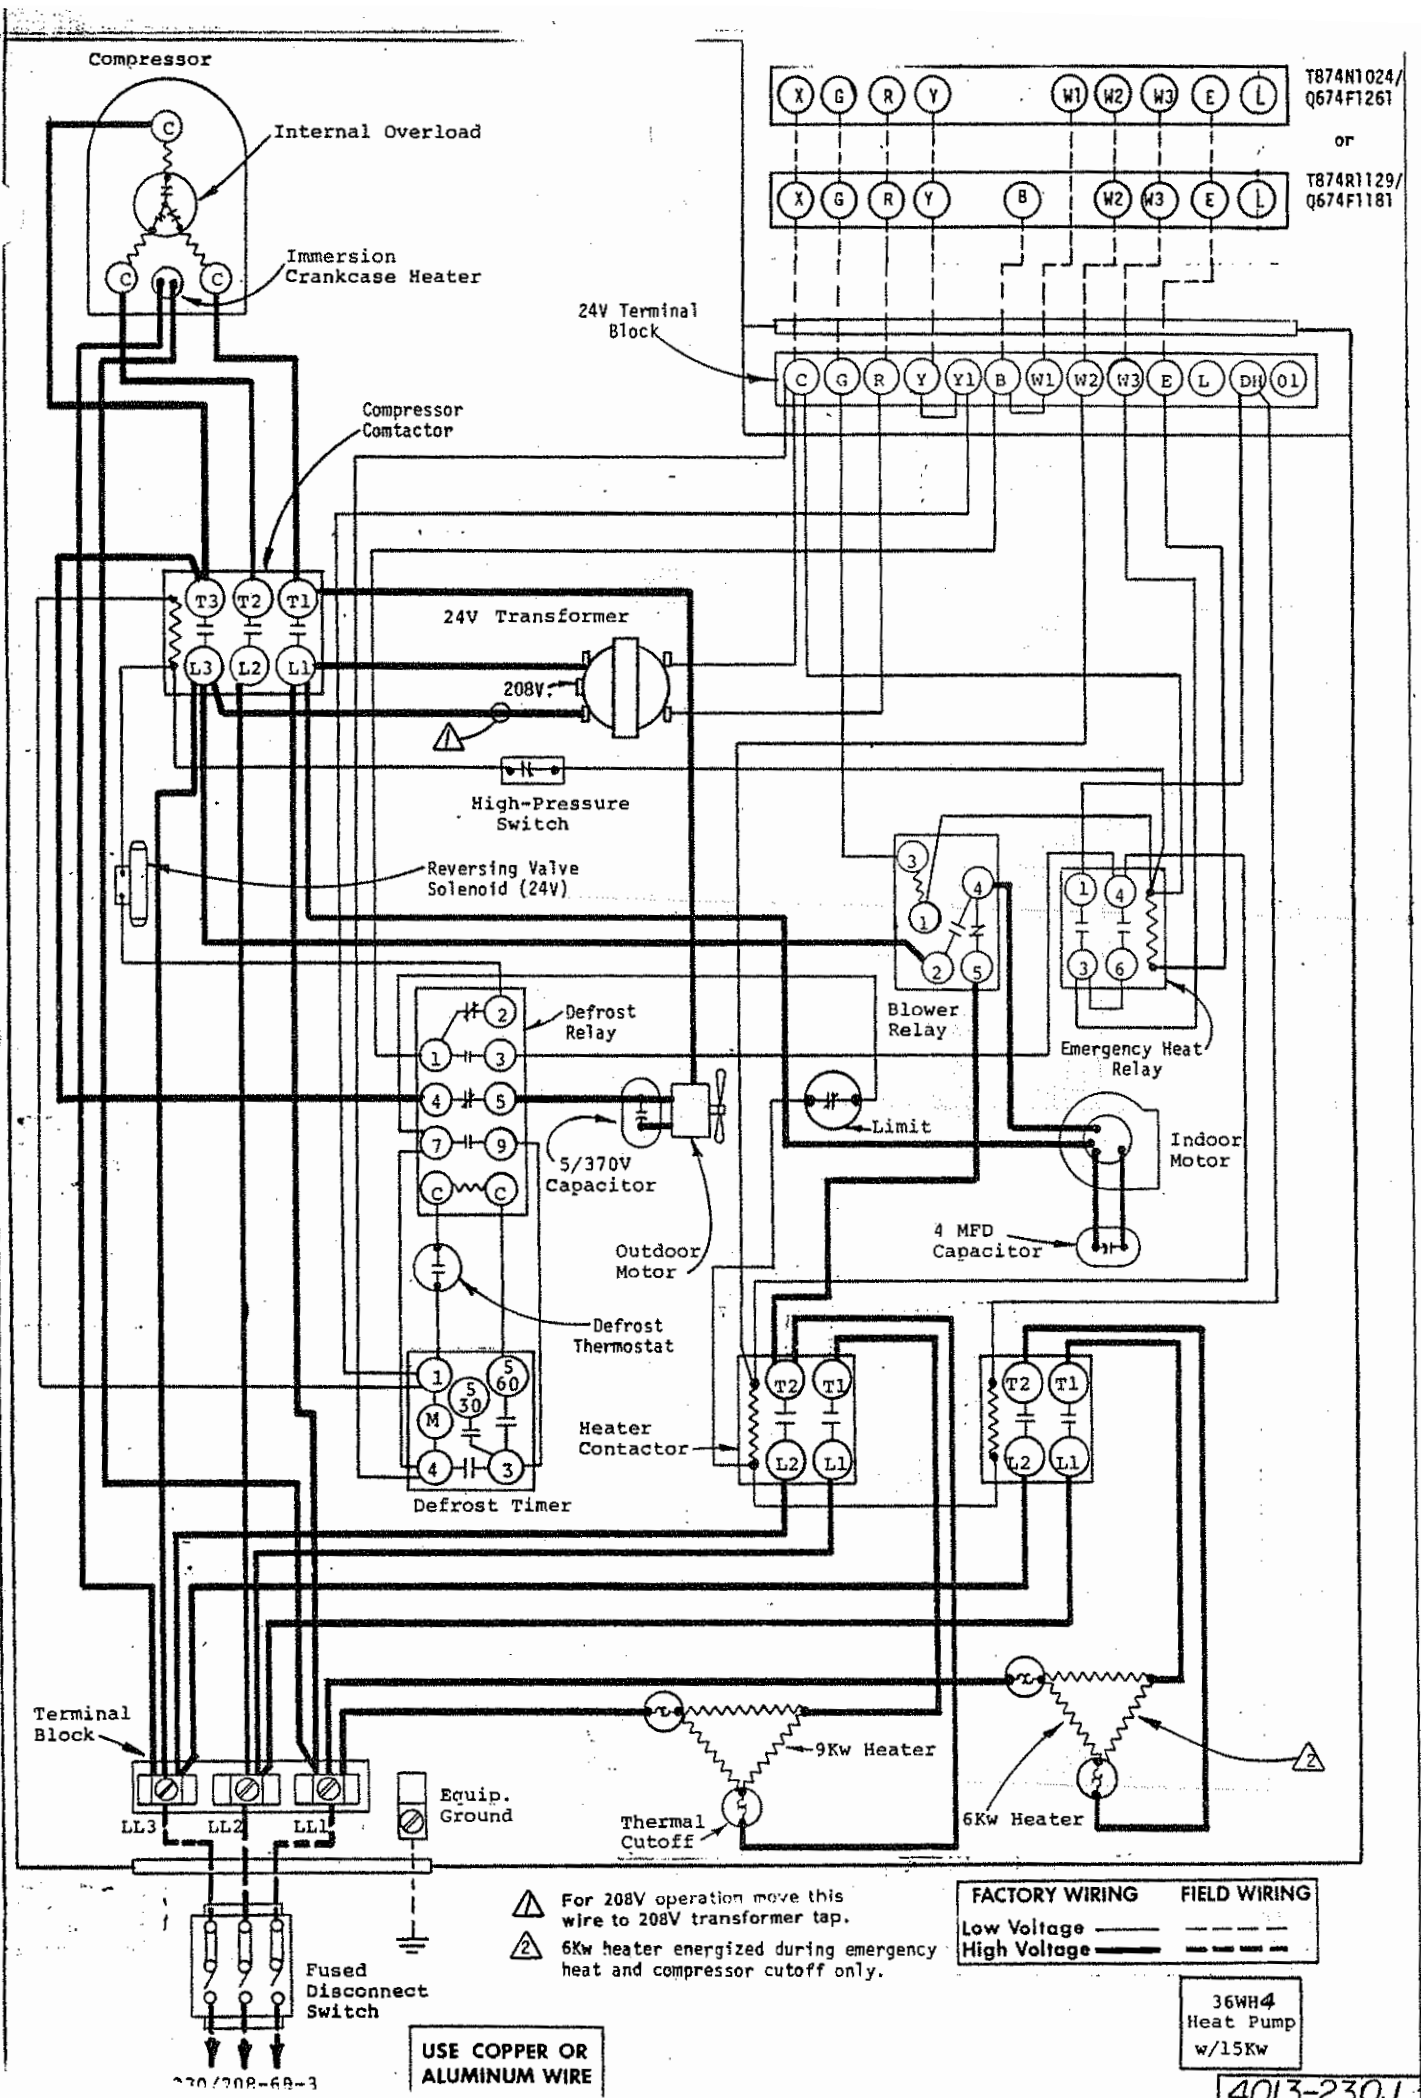 Compressor
C
Internal Overload
C
C
Immersion
Crankcase Heater
X G R Y W1 W2 W3 E L
T874N1024/
Q674F1261
or
X G R Y B W2 W3 E L
T874R1129/
Q674F1181
24V Terminal
Block
C G R Y Y1 B W1 W2 W3 E L DH O1
Compressor
Comtactor
T3 T2 T1
L3 L2 L1
24V Transformer
208V.
1
High-Pressure
Switch
Reversing Valve
Solenoid (24V)
3
4
1
2 5
Blower
Relay
1 4
3 6
Emergency Heat
Relay
2
1 3
4 5
7 9
C C
Defrost
Relay
5/370V
Capacitor
Outdoor
Motor
Limit
Indoor
Motor
4 MFD
Capacitor
Defrost
Thermostat
1
5
30
5
60
M
4 3
Defrost Timer
Heater
Contactor
T2 T1
L2 L1
T2 T1
L2 L1
Terminal
Block
LL3 LL2 LL1
Equip.
Ground
9Kw Heater
Thermal
Cutoff
6Kw Heater
2
1 For 208V operation move this
wire to 208V transformer tap.
2 6Kw heater energized during emergency
heat and compressor cutoff only.
FACTORY WIRING FIELD WIRING
Low Voltage
High Voltage
Fused
Disconnect
Switch
USE COPPER OR
ALUMINUM WIRE
36WH4
Heat Pump
w/15Kw